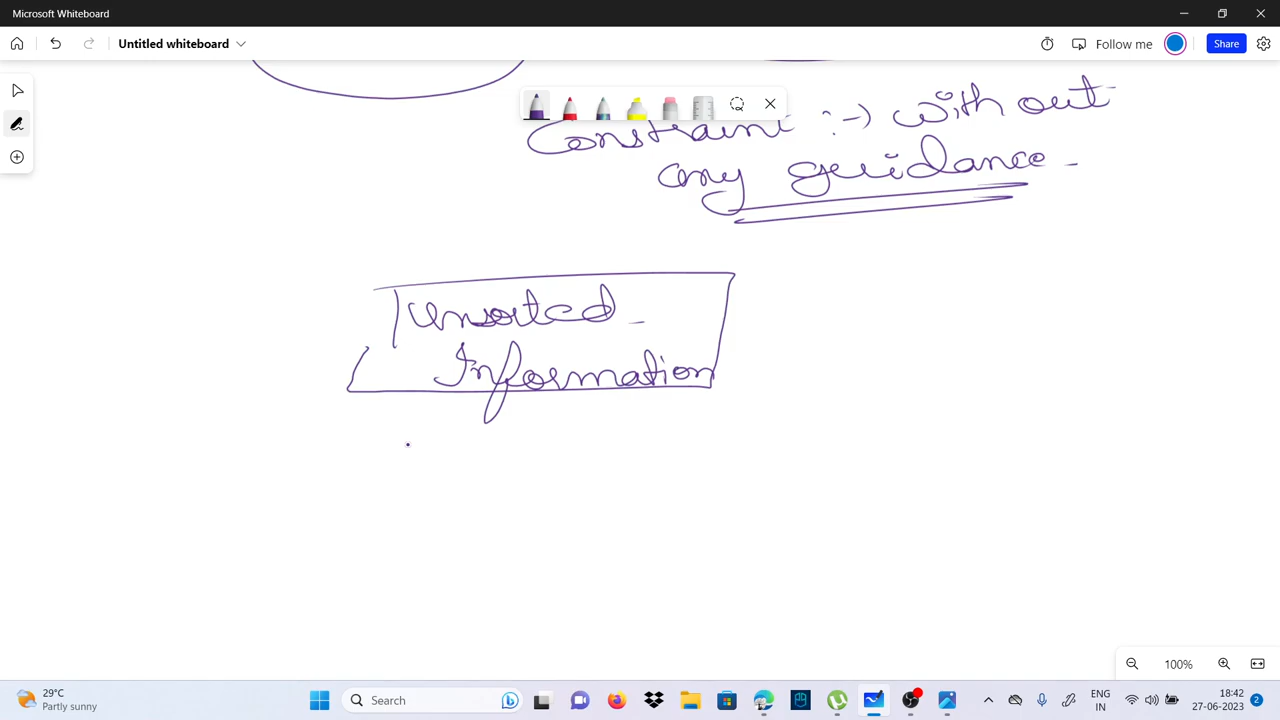 Microsoft Whiteboard
Untitled whiteboard
Follow me
Share
Constraint :-> with out
any guidance -
Unsorted -
Information
100%
29°C
Partly sunny
Search
ENG
IN
18:42
27-06-2023
2